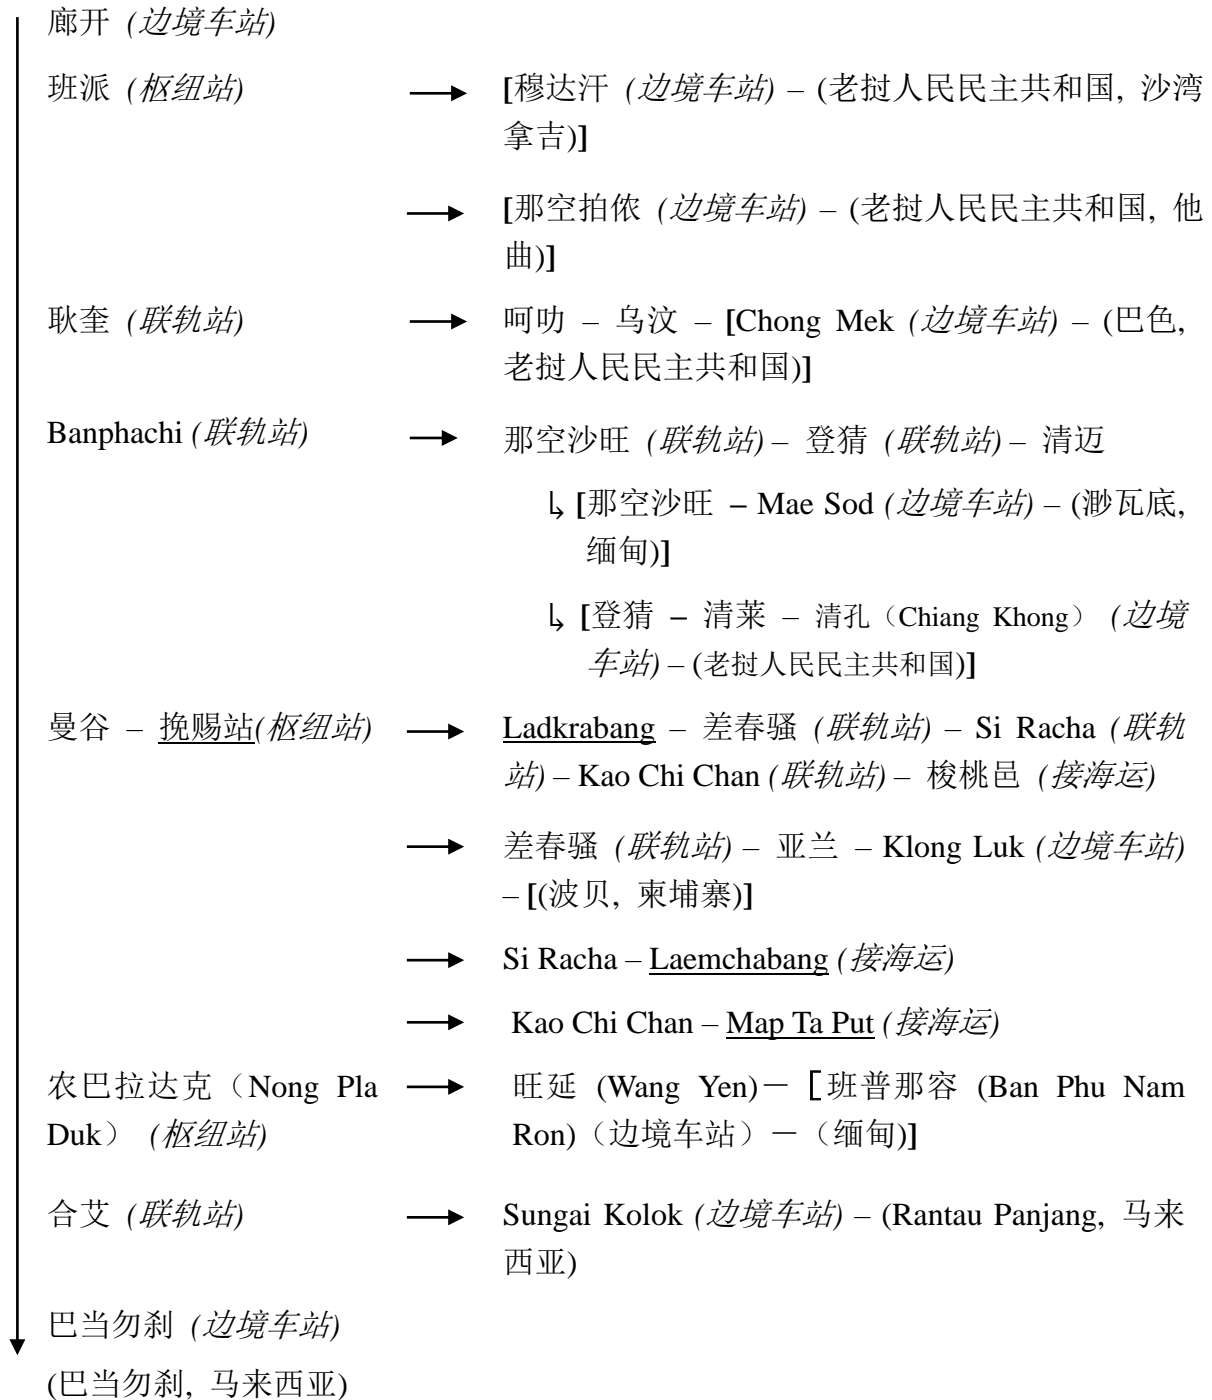 廊开 (边境车站)
班派 (枢纽站) → [穆达汗 (边境车站) – (老挝人民民主共和国, 沙湾
拿吉)]
→ [那空拍侬 (边境车站) – (老挝人民民主共和国, 他
曲)]
耿奎 (联轨站) → 呵叻 – 乌汶 – [Chong Mek (边境车站) – (巴色,
老挝人民民主共和国)]
Banphachi (联轨站) → 那空沙旺 (联轨站) – 登猜 (联轨站) – 清迈
↳ [那空沙旺 – Mae Sod (边境车站) – (渺瓦底,
缅甸)]
↳ [登猜 – 清莱 – 清孔（Chiang Khong） (边境
车站) – (老挝人民民主共和国)]
曼谷 – 挽赐站(枢纽站) → Ladkrabang – 差春骚 (联轨站) – Si Racha (联轨
站) – Kao Chi Chan (联轨站) – 梭桃邑 (接海运)
→ 差春骚 (联轨站) – 亚兰 – Klong Luk (边境车站)
– [(波贝, 柬埔寨)]
→ Si Racha – Laemchabang (接海运)
→ Kao Chi Chan – Map Ta Put (接海运)
农巴拉达克（Nong Pla → 旺延 (Wang Yen)－［班普那容 (Ban Phu Nam
Duk） (枢纽站) Ron)（边境车站）－（缅甸)]
合艾 (联轨站) → Sungai Kolok (边境车站) – (Rantau Panjang, 马来
西亚)
巴当勿刹 (边境车站)
(巴当勿刹, 马来西亚)